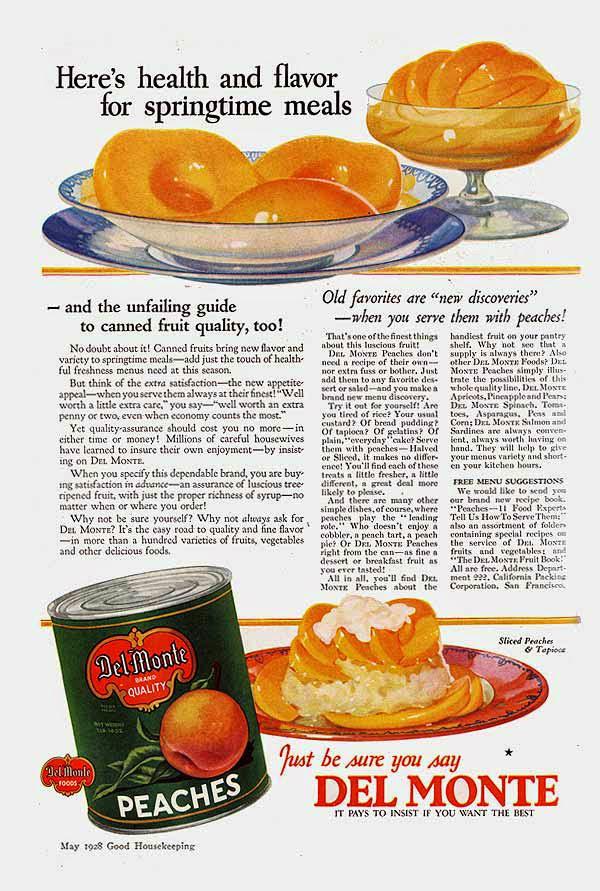 Here's health and flavor
for springtime meals
— and the unfailing guide
to canned fruit quality, too!
No doubt about it! Canned fruits bring new flavor and
variety to springtime meals—add just the touch of health-
ful freshness menus need at this season.
But think of the extra satisfaction—the new appetite-
appeal—when you serve them always at their finest! “Well
worth a little extra care,” you say—“well worth an extra
penny or two, even when economy counts the most.”
Yet quality-assurance should cost you no more—in
either time or money! Millions of careful housewives
have learned to insure their own enjoyment—by insist-
ing on DEL MONTE.
When you specify this dependable brand, you are buy-
ing satisfaction in advance—an assurance of luscious tree-
ripened fruit, with just the proper richness of syrup—no
matter when or where you order!
Why not be sure yourself? Why not always ask for
DEL MONTE? It's the easy road to quality and fine flavor
—in more than a hundred varieties of fruits, vegetables
and other delicious foods.
Old favorites are “new discoveries”
—when you serve them with peaches!
That's one of the finest things
about this luscious fruit!
DEL MONTE Peaches don't
need a recipe of their own—
nor extra fuss or bother. Just
add them to any favorite des-
sert or salad—and you make a
brand new menu discovery.
Try it out for yourself! Are
you tired of rice? Your usual
custard? Of bread pudding?
Of tapioca? Of gelatins? Of
plain, “everyday” cake? Serve
them with peaches—Halved
or Sliced, it makes no differ-
ence! You'll find each of these
treats a little fresher, a little
different, a great deal more
likely to please.
And there are many other
simple dishes, of course, where
peaches play the “leading
role.” Who doesn't enjoy a
cobbler, a peach tart, a peach
pie? Or DEL MONTE Peaches
right from the can—as fine a
dessert or breakfast fruit as
you ever tasted!
All in all, you'll find DEL
MONTE Peaches about the
handiest fruit on your pantry
shelf. Why not see that a
supply is always there? Also
other DEL MONTE Foods? DEL
MONTE Peaches simply illus-
trate the possibilities of this
whole quality line. DEL MONTE
Apricots, Pineapple and Pears;
DEL MONTE Spinach, Toma-
toes, Asparagus, Peas and
Corn; DEL MONTE Salmon and
Sardines are always conven-
ient, always worth having on
hand. They will help to give
your menus variety and short-
en your kitchen hours.
FREE MENU SUGGESTIONS
We would like to send you
our brand new recipe book.
“Peaches—11 Food Experts
Tell Us How To Serve Them;”
also an assortment of folders
containing special recipes on
the service of DEL MONTE
fruits and vegetables; and
“The DEL MONTE Fruit Book.”
All are free. Address Depart-
ment 222, California Packing
Corporation, San Francisco.
Sliced Peaches
& Tapioca
Del Monte
BRAND
QUALITY
NET WEIGHT
PEACHES
Del Monte
FOODS
Just be sure you say
DEL MONTE
IT PAYS TO INSIST IF YOU WANT THE BEST
May 1928 Good Housekeeping